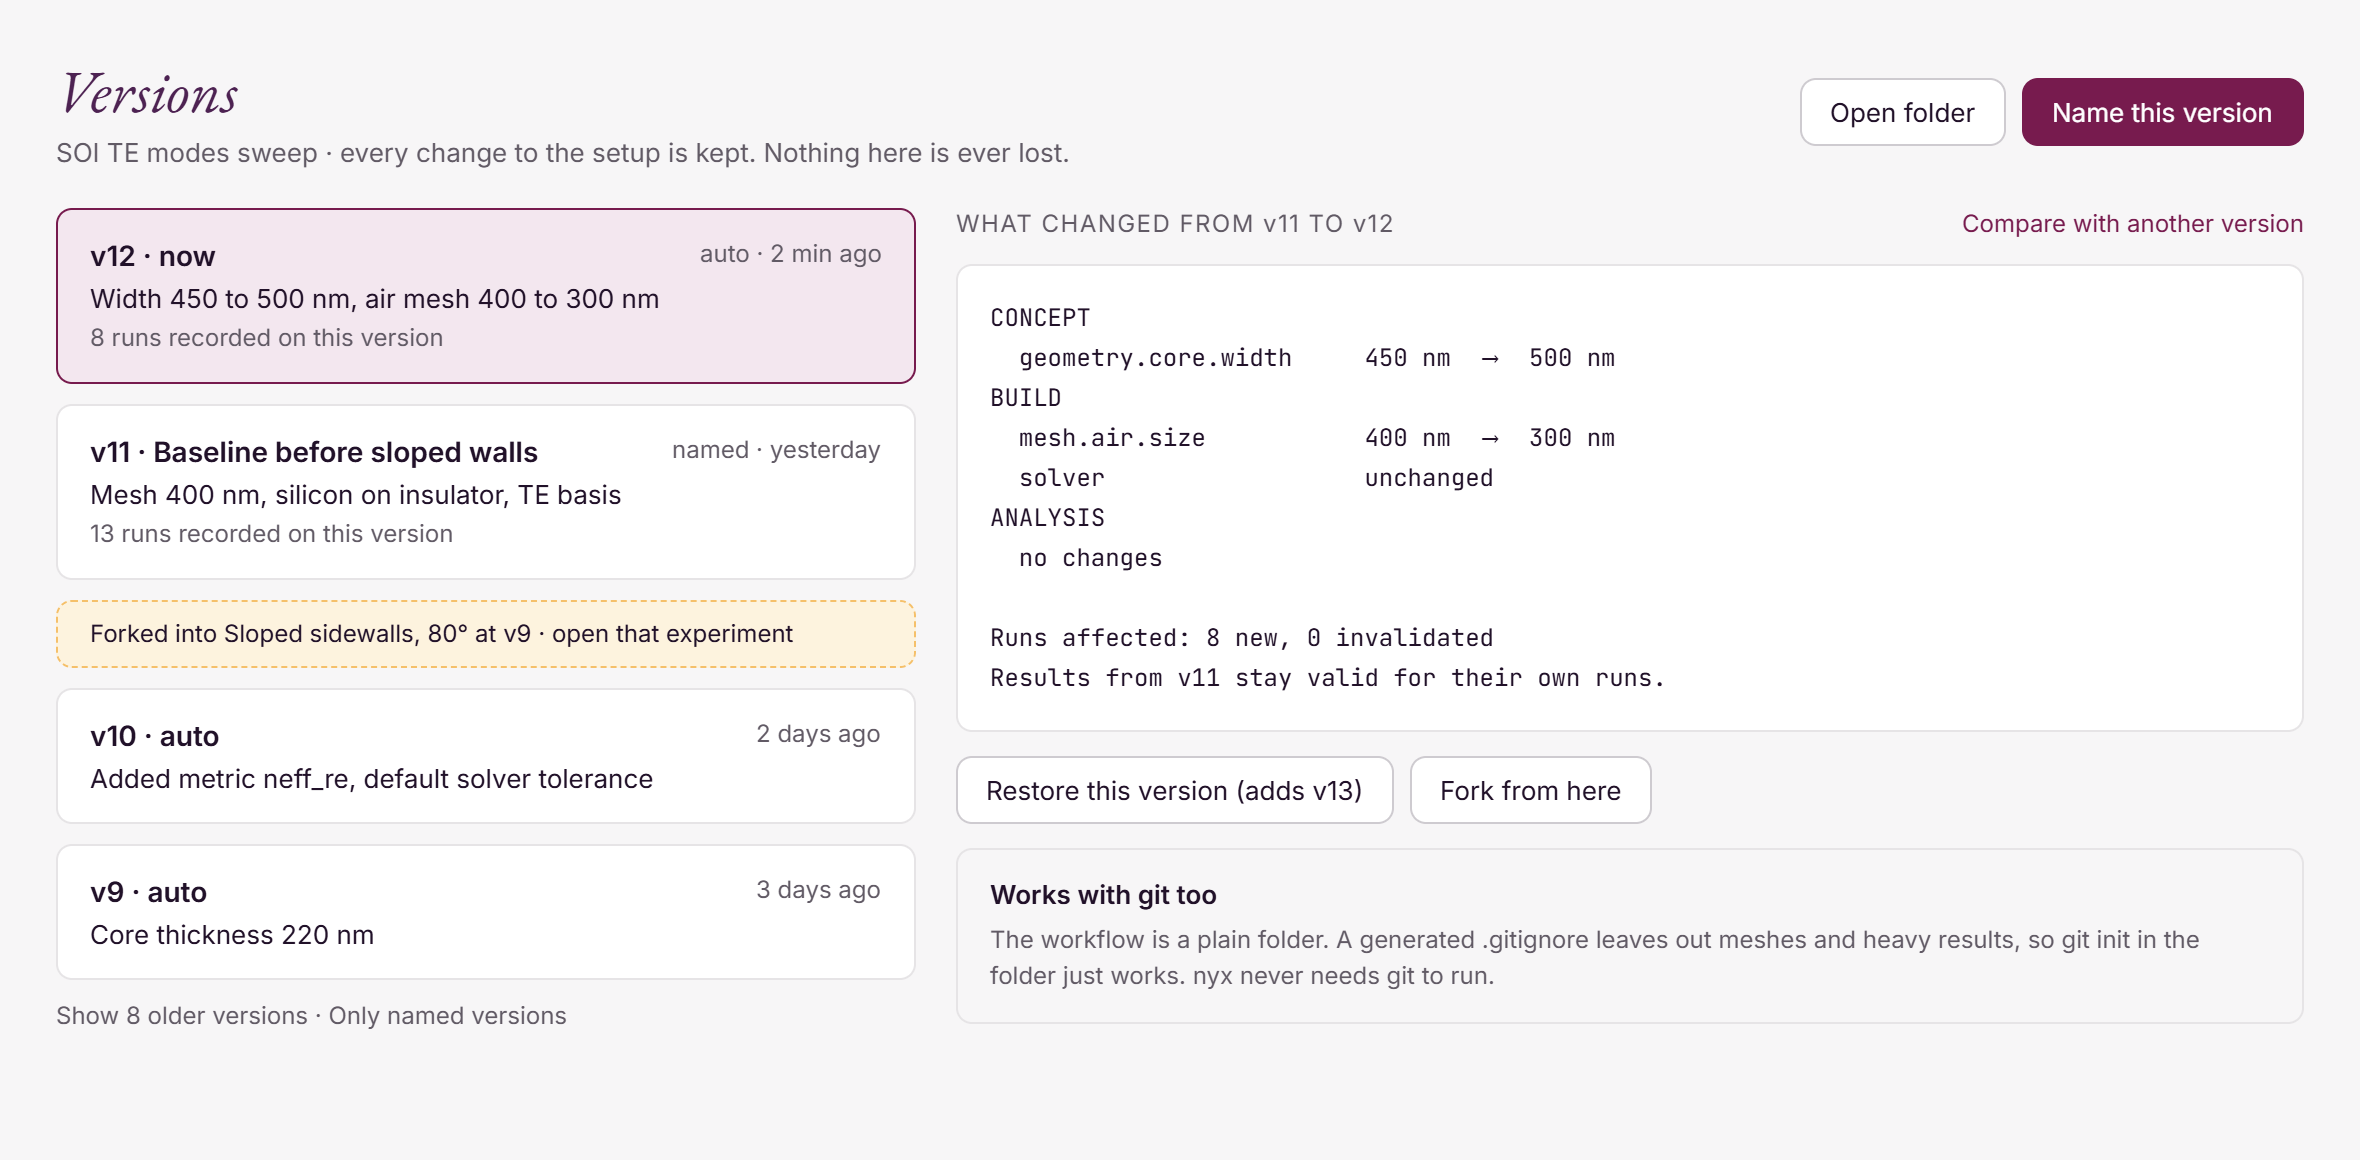 Versions
SOI TE modes sweep · every change to the setup is kept. Nothing here is ever lost.
Open folder
Name this version
v12 · now
auto · 2 min ago
Width 450 to 500 nm, air mesh 400 to 300 nm
8 runs recorded on this version
v11 · Baseline before sloped walls
named · yesterday
Mesh 400 nm, silicon on insulator, TE basis
13 runs recorded on this version
Forked into Sloped sidewalls, 80° at v9 · open that experiment
v10 · auto
2 days ago
Added metric neff_re, default solver tolerance
v9 · auto
3 days ago
Core thickness 220 nm
Show 8 older versions · Only named versions
WHAT CHANGED FROM v11 TO v12
Compare with another version
CONCEPT
geometry.core.width 450 nm → 500 nm
BUILD
mesh.air.size 400 nm → 300 nm
solver unchanged
ANALYSIS
no changes
Runs affected: 8 new, 0 invalidated
Results from v11 stay valid for their own runs.
Restore this version (adds v13)
Fork from here
Works with git too
The workflow is a plain folder. A generated .gitignore leaves out meshes and heavy results, so git init in the
folder just works. nyx never needs git to run.